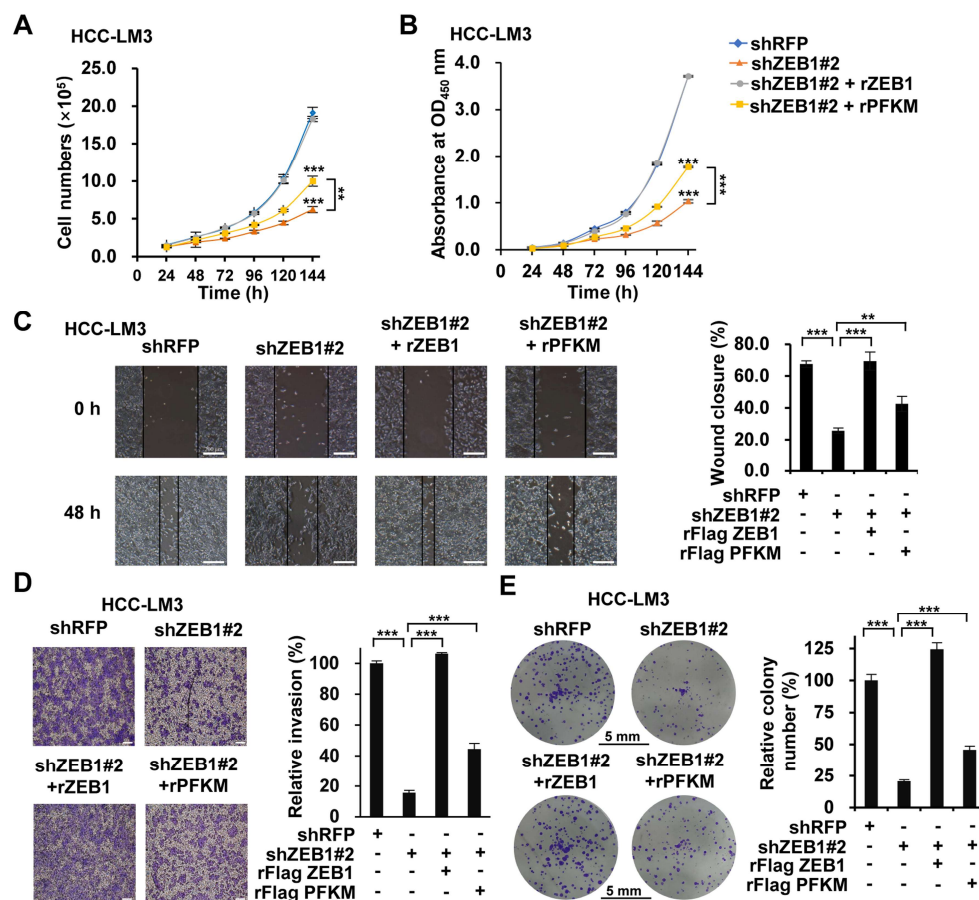 A
HCC-LM3
Cell numbers (×10⁵)
25.0
20.0
15.0
10.0
5.0
0.0
***
***
**
0 24 48 72 96 120 144
Time (h)
B
HCC-LM3
Absorbance at OD₄₅₀ nm
4.0
3.0
2.0
1.0
0.0
***
***
***
0 24 48 72 96 120 144
Time (h)
shRFP
shZEB1#2
shZEB1#2 + rZEB1
shZEB1#2 + rPFKM
C
HCC-LM3
shRFP
shZEB1#2
shZEB1#2
+ rZEB1
shZEB1#2
+ rPFKM
0 h
48 h
Wound closure (%)
80.0
60.0
40.0
20.0
0.0
**
*** ***
shRFP + - - -
shZEB1#2 - + + +
rFlag ZEB1 - - + -
rFlag PFKM - - - +
D
HCC-LM3
shRFP
shZEB1#2
shZEB1#2
+rZEB1
shZEB1#2
+rPFKM
Relative invasion (%)
100
80
60
40
20
0
***
*** ***
shRFP + - - -
shZEB1#2 - + + +
rFlag ZEB1 - - + -
rFlag PFKM - - - +
E
HCC-LM3
shRFP
shZEB1#2
5 mm
shZEB1#2
+rZEB1
shZEB1#2
+rPFKM
5 mm
Relative colony
number (%)
125
100
75
50
25
0
***
*** ***
shRFP + - - -
shZEB1#2 - + + +
rFlag ZEB1 - - + -
rFlag PFKM - - - +